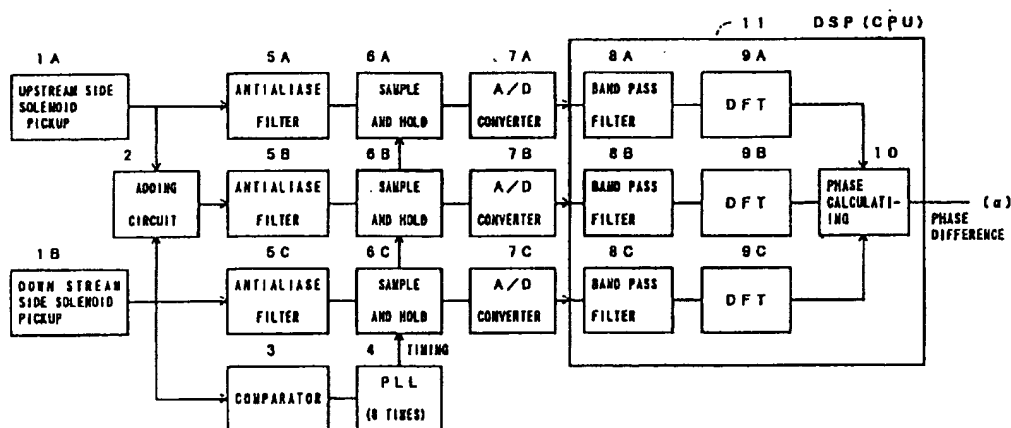 11 DSP(CPU)
1A 5A 6A 7A 8A 9A
UPSTREAM SIDE
SOLENOID
PICKUP
ANTIALIASE
FILTER
SAMPLE
AND HOLD
A/D
CONVERTER
BAND PASS
FILTER
DFT
2 5B 6B 7B 8B 9B 10
ADDING
CIRCUIT
ANTIALIASE
FILTER
SAMPLE
AND HOLD
A/D
CONVERTER
BAND PASS
FILTER
DFT
PHASE
CALCULATI-
NG
(α)
PHASE
DIFFERENCE
1B 5C 6C 7C 8C 9C
DOWN STREAM
SIDE SOLENOID
PICKUP
ANTIALIASE
FILTER
SAMPLE
AND HOLD
A/D
CONVERTER
BAND PASS
FILTER
DFT
3 4 TIMING
COMPARATOR
PLL
(8 TIMES)